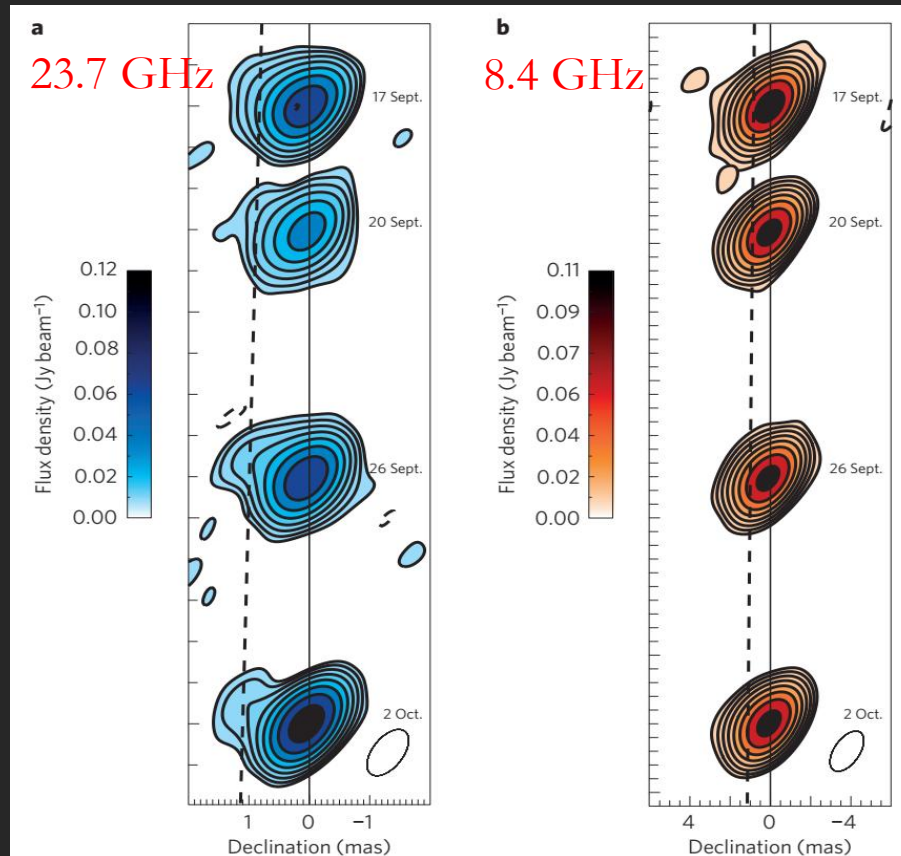 a
23.7 GHz
17 Sept.
20 Sept.
26 Sept.
2 Oct.
Flux density (Jy beam−1)
0.12
0.10
0.08
0.06
0.04
0.02
0.00
1 0 −1
Declination (mas)
b
8.4 GHz
17 Sept.
20 Sept.
26 Sept.
2 Oct.
Flux density (Jy beam−1)
0.11
0.09
0.07
0.06
0.04
0.02
0.00
4 0 −4
Declination (mas)